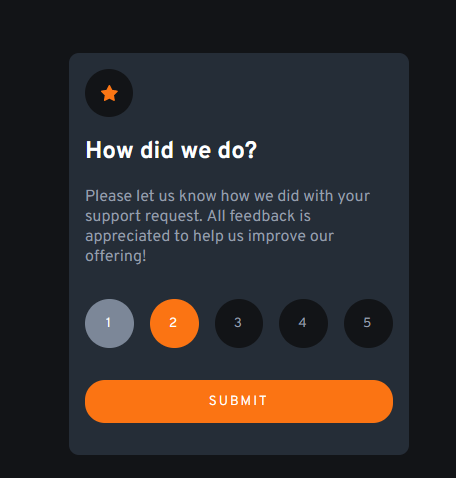 How did we do?
Please let us know how we did with your
support request. All feedback is
appreciated to help us improve our
offering!
1 2 3 4 5
SUBMIT